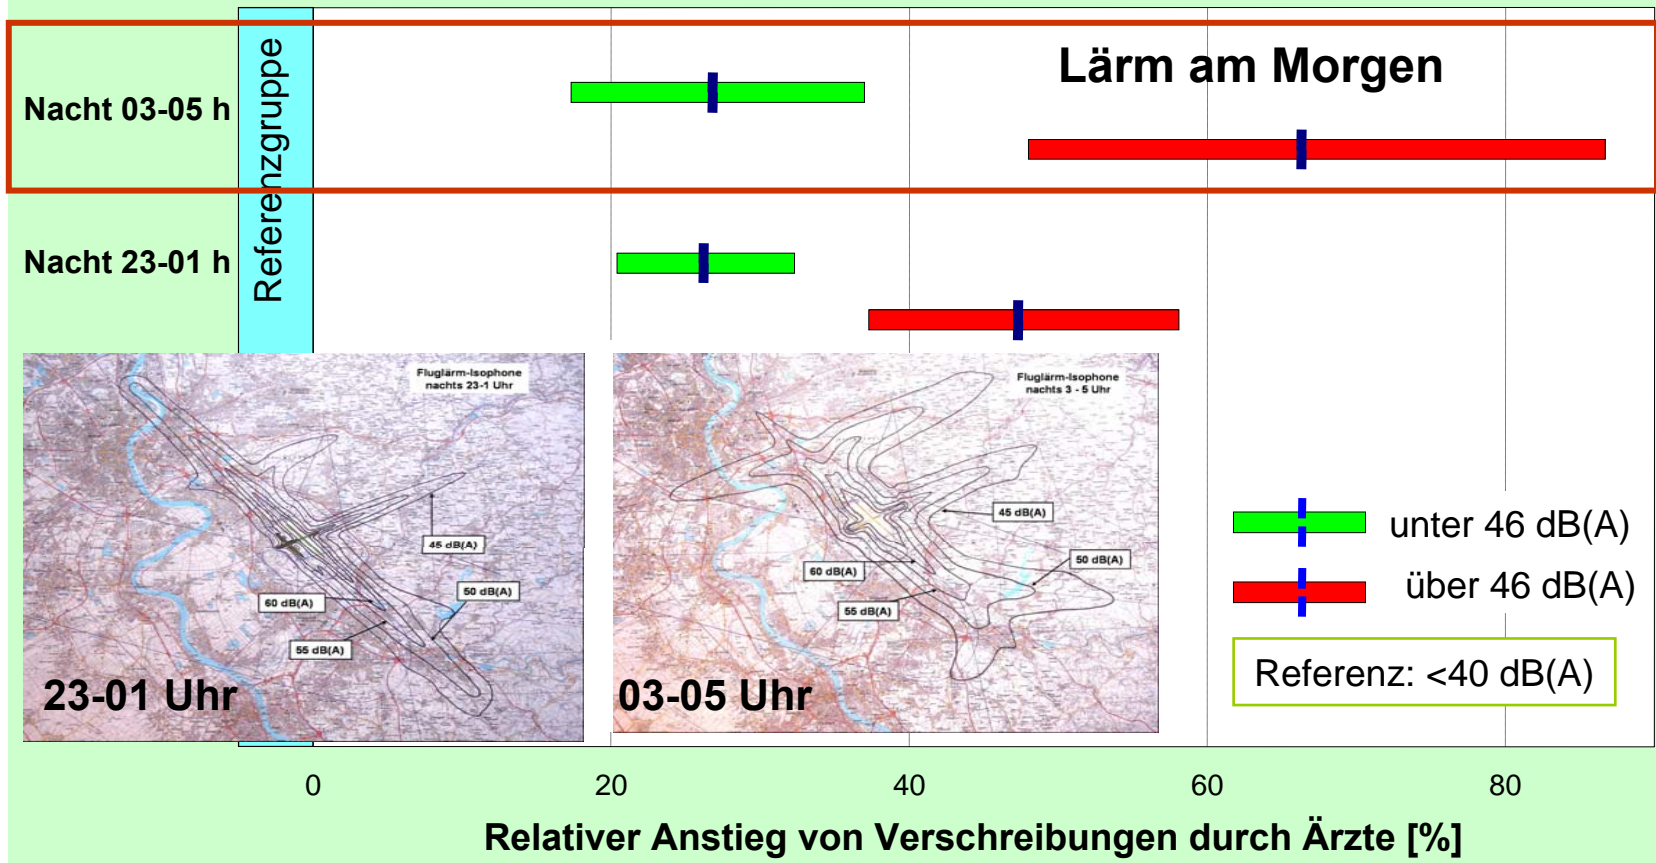 Lärm am Morgen
Nacht 03-05 h
Referenzgruppe
Nacht 23-01 h
Fluglärm-Isophone
nachts 23-1 Uhr
45 dB(A)
50 dB(A)
60 dB(A)
55 dB(A)
23-01 Uhr
Fluglärm-Isophone
nachts 3 - 5 Uhr
45 dB(A)
50 dB(A)
60 dB(A)
55 dB(A)
03-05 Uhr
unter 46 dB(A)
über 46 dB(A)
Referenz: <40 dB(A)
0 20 40 60 80
Relativer Anstieg von Verschreibungen durch Ärzte [%]